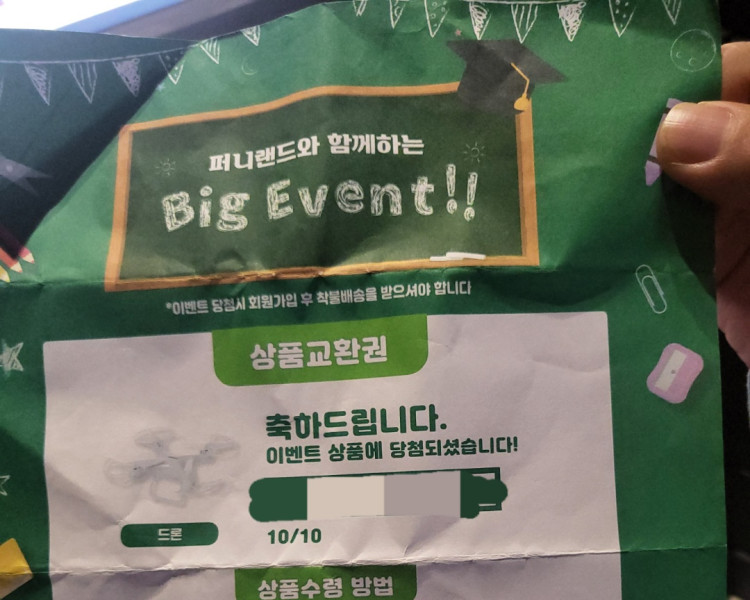 퍼니랜드와 함께하는
Big Event!!
*이벤트 당첨시 회원가입 후 착불배송을 받으셔야 합니다
상품교환권
축하드립니다.
이벤트 상품에 당첨되셨습니다!
드론
10/10
상품수령 방법